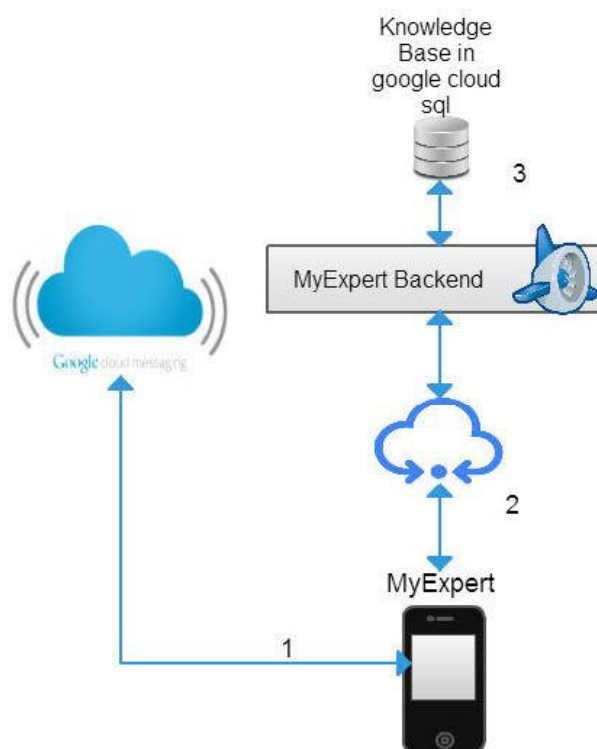 Knowledge
Base in
google cloud
sql
3
MyExpert Backend
Google cloud messaging
2
MyExpert
1